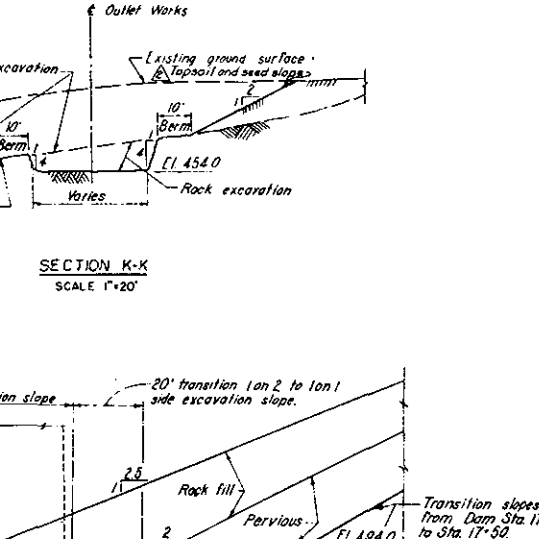 ℄ Outlet Works
xcavation
Existing ground surface
2
Topsoil and seed slopes
2
1
10'
Berm
10'
Berm
1
4
1
4
El. 454.0
Rock excavation
Varies
SECTION K-K
SCALE 1"=20'
ion slope
20' transition 1 on 2 to 1 on 1
side excavation slope.
2.5
1
Rock fill
2
Pervious
El. 494.0
Transition slopes
from Dam Sta. 17
to Sta. 17+50.